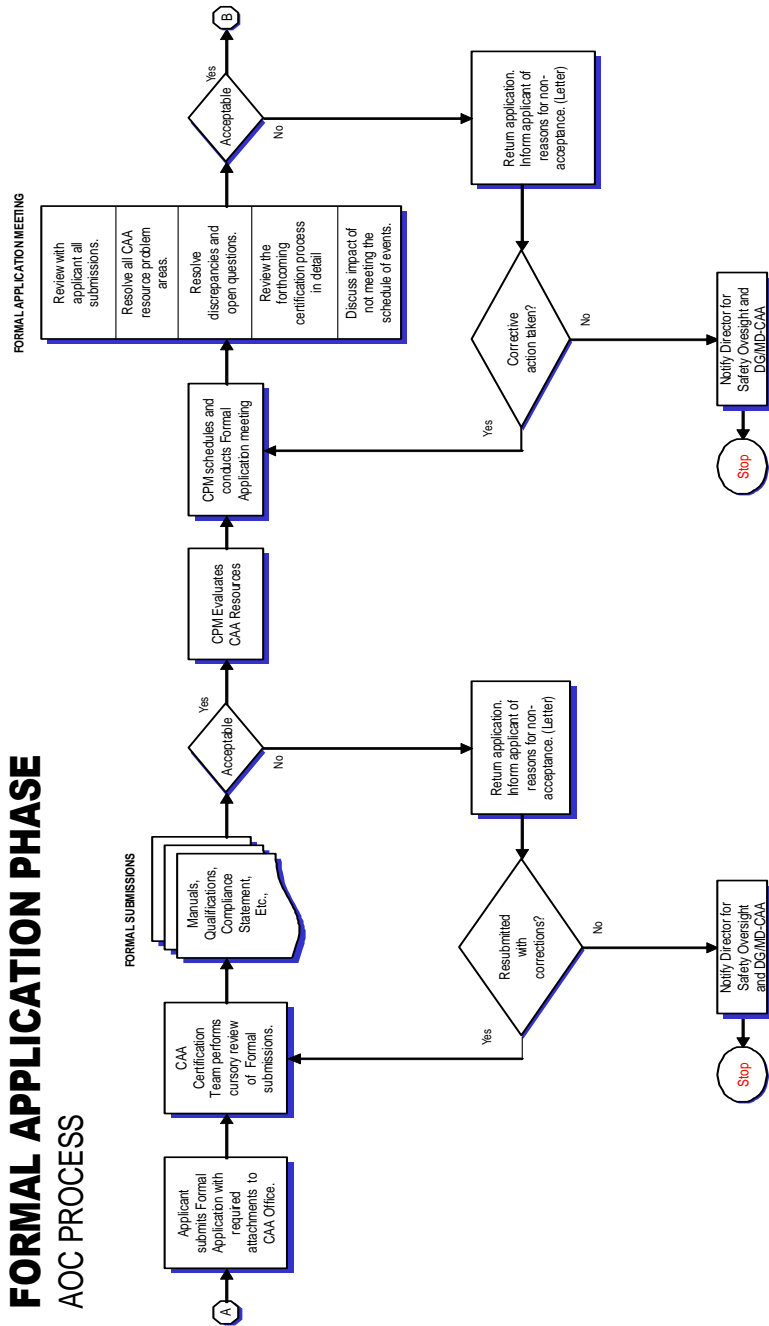 FORMAL APPLICATION PHASE
AOC PROCESS
A
Applicant
submits Formal
Application with
required
attachments to
CAA Office.
CAA
Certification
Team performs
cursory review
of Formal
submissions.
FORMAL SUBMISSIONS
Manuals,
Qualifications,
Compliance
Statement,
Etc.,
Acceptable
Yes
No
CPM Evaluates
CAA Resources
CPM schedules and
conducts Formal
Application meeting
FORMAL APPLICATION MEETING
Review with
applicant all
submissions.
Resolve all CAA
resource problem
areas.
Resolve
discrepancies and
open questions.
Review the
forthcoming
certification process
in detail
Discuss impact of
not meeting the
schedule of events.
Acceptable
Yes
No
B
Return application.
Inform applicant of
reasons for non-
acceptance. (Letter)
Resubmitted
with
corrections?
Yes
No
Notify Director for
Safety Oversight
and DG/MD-CAA
Stop
Return application.
Inform applicant of
reasons for non-
acceptance. (Letter)
Corrective
action taken?
Yes
No
Notify Director for
Safety Ovesight and
DG/MD-CAA
Stop